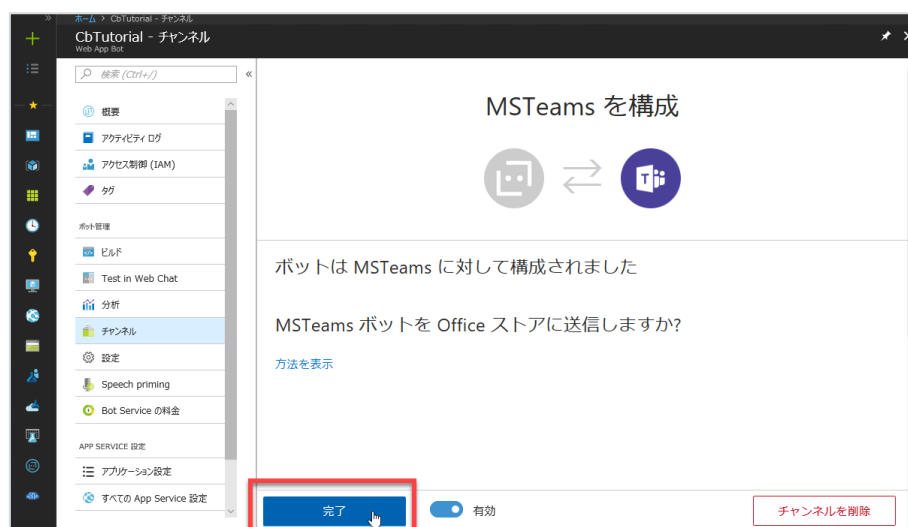 »
ホーム > CbTutorial - チャンネル
CbTutorial - チャンネル
Web App Bot
検索 (Ctrl+/)
«
概要
アクティビティ ログ
アクセス制御 (IAM)
タグ
ボット管理
ビルド
Test in Web Chat
分析
チャンネル
設定
Speech priming
Bot Service の料金
APP SERVICE 設定
アプリケーション設定
すべての App Service 設定
MSTeams を構成
ボットは MSTeams に対して構成されました
MSTeams ボットを Office ストアに送信しますか?
方法を表示
完了
有効
チャンネルを削除